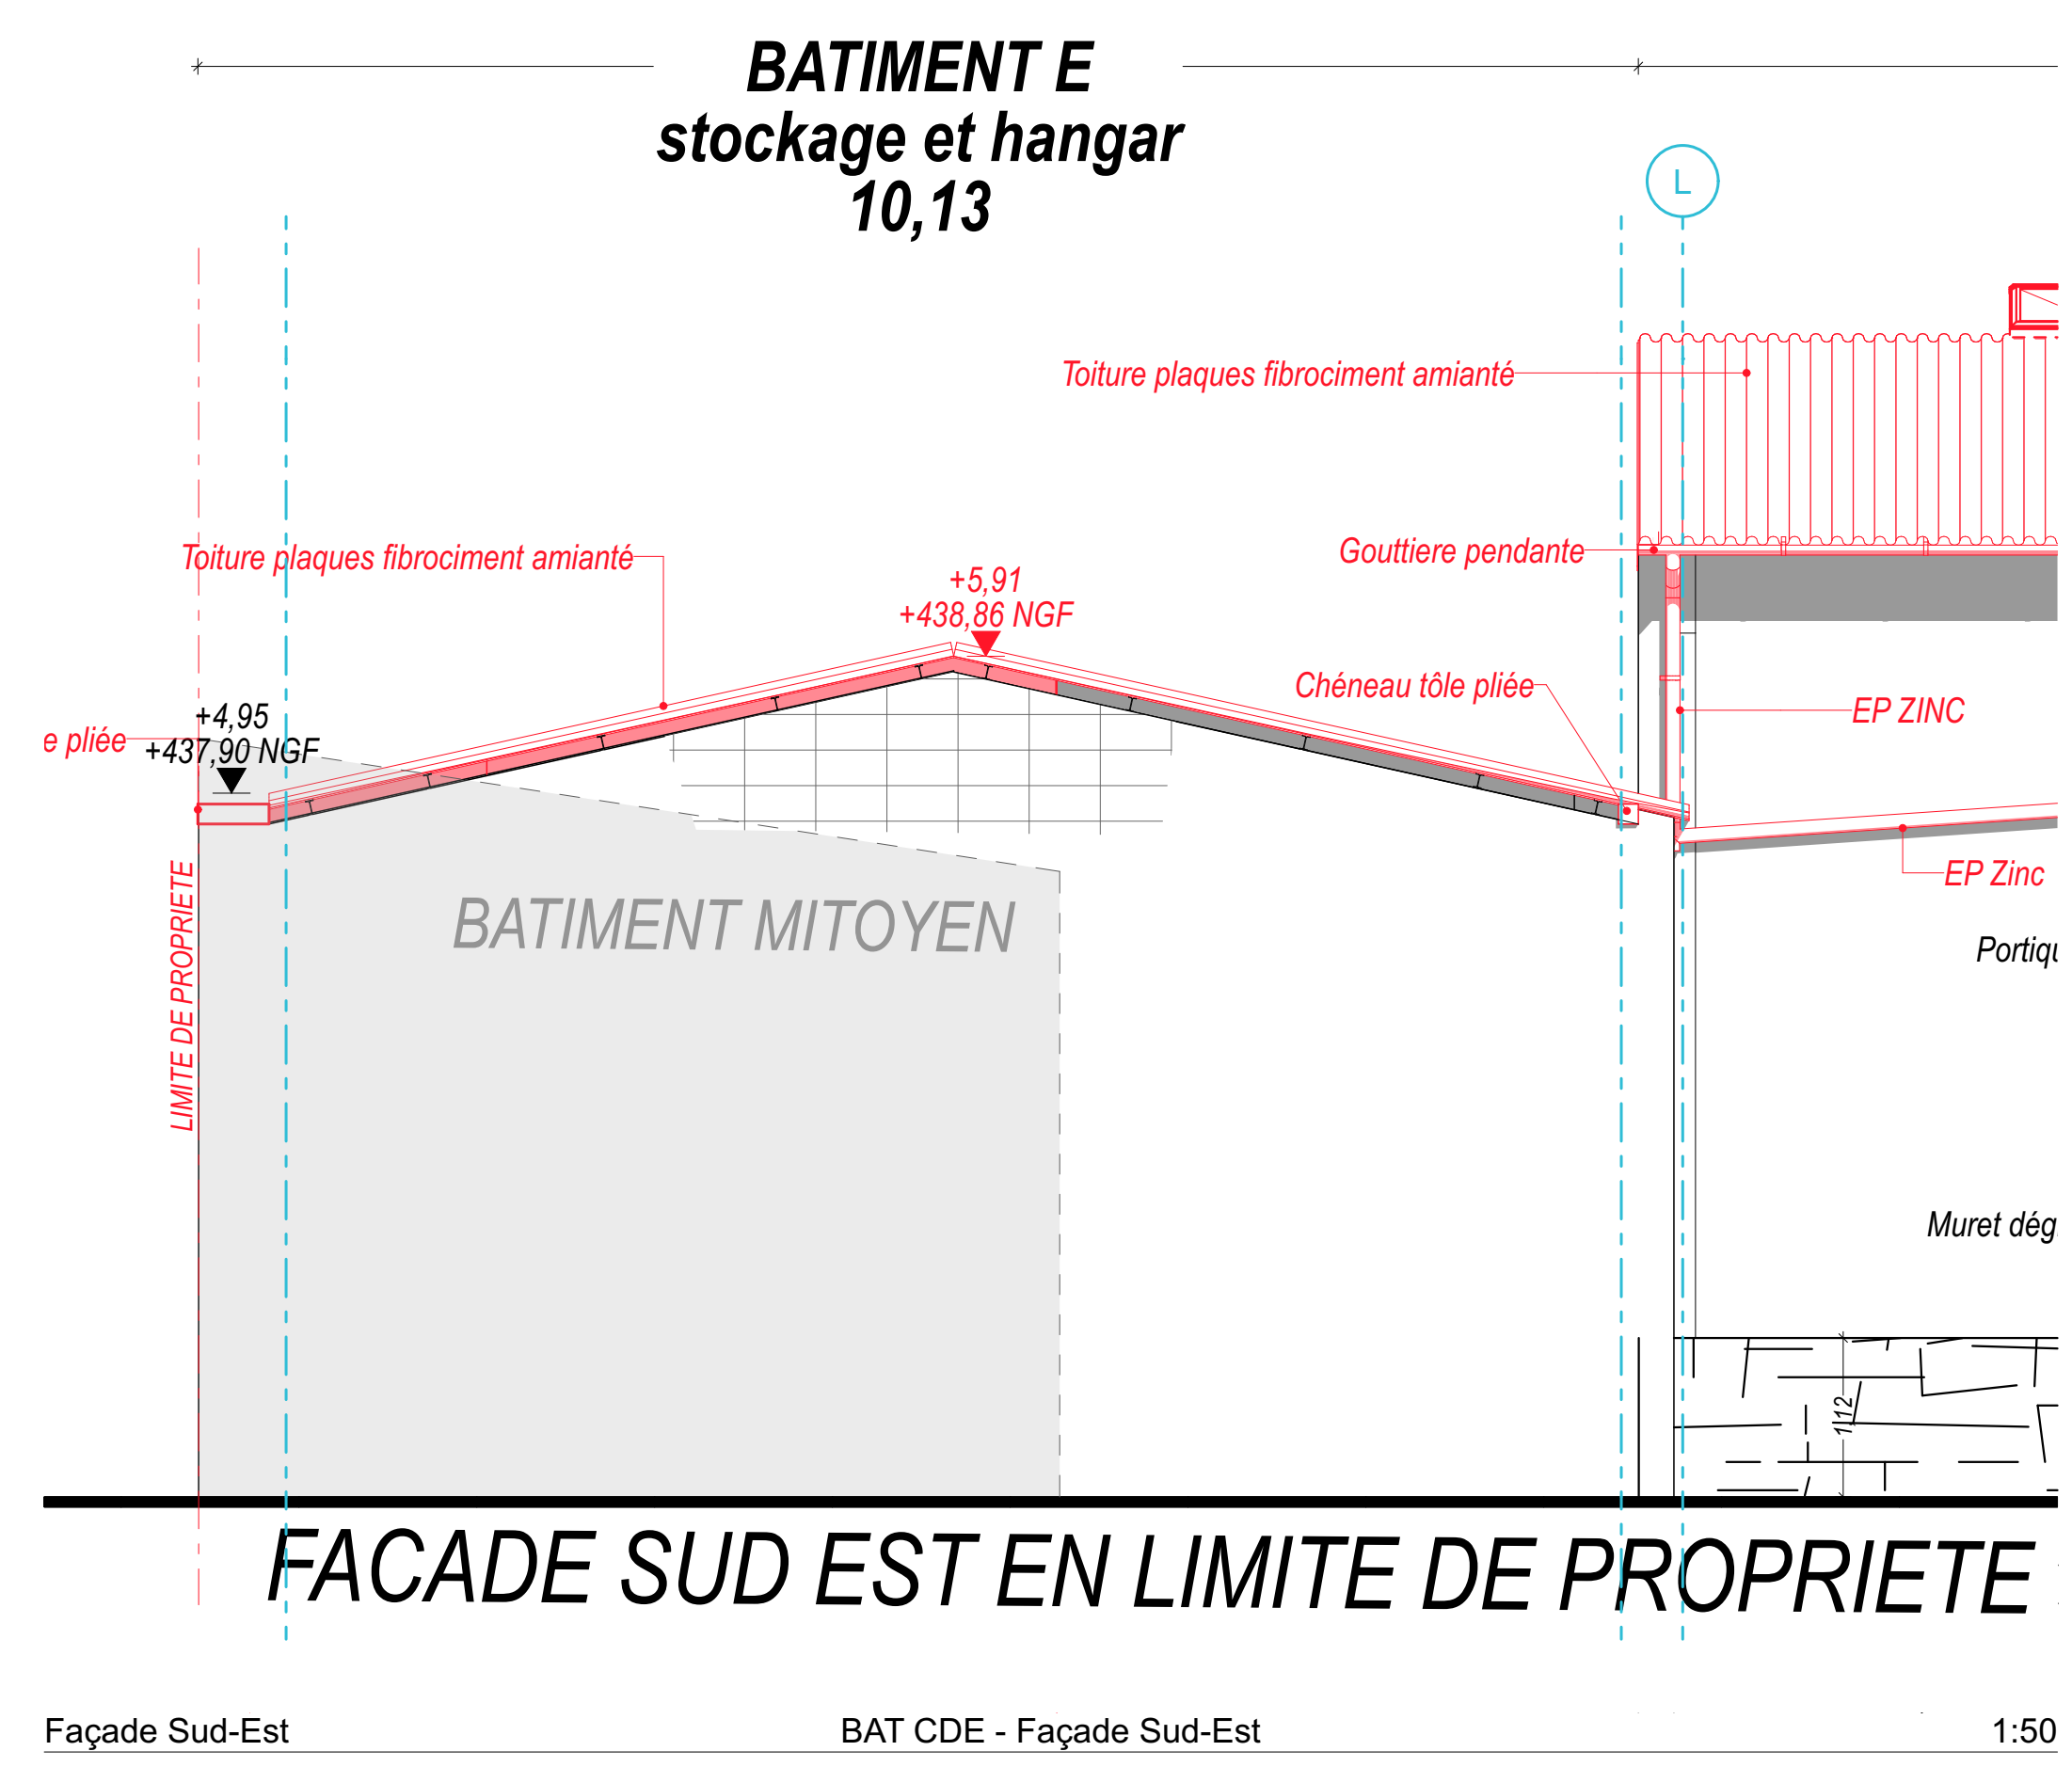 BATIMENT E
stockage et hangar
10,13
L
Toiture plaques fibrociment amianté
Gouttiere pendante
Toiture plaques fibrociment amianté
+5,91
+438,86 NGF
Chéneau tôle pliée
EP ZINC
+4,95
+437,90 NGF
e pliée
EP Zinc
LIMITE DE PROPRIETE
BATIMENT MITOYEN
Portiqu
Muret dég
1,12
FACADE SUD EST EN LIMITE DE PROPRIETE
Façade Sud-Est
BAT CDE - Façade Sud-Est
1:50